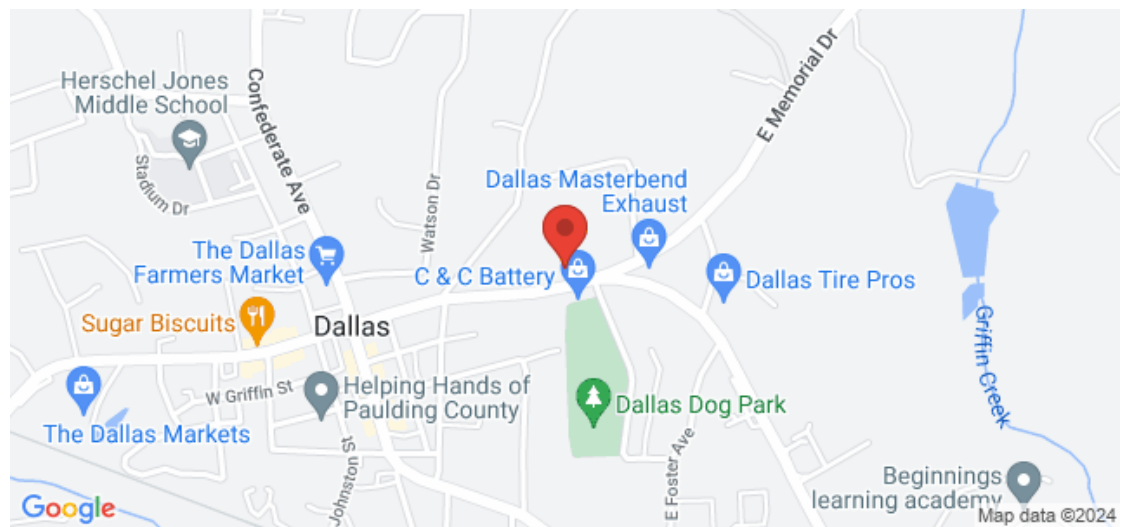 Herschel Jones
Middle School
Stadium Dr
Confederate Ave
Watson Dr
E Memorial Dr
Dallas Masterbend
Exhaust
The Dallas
Farmers Market
C & C Battery
Dallas Tire Pros
Sugar Biscuits
Dallas
Griffin Creek
W Griffin St
Helping Hands of
Paulding County
Dallas Dog Park
The Dallas Markets
Johnston St
E Foster Ave
Beginnings
learning academy
Google
Map data ©2024